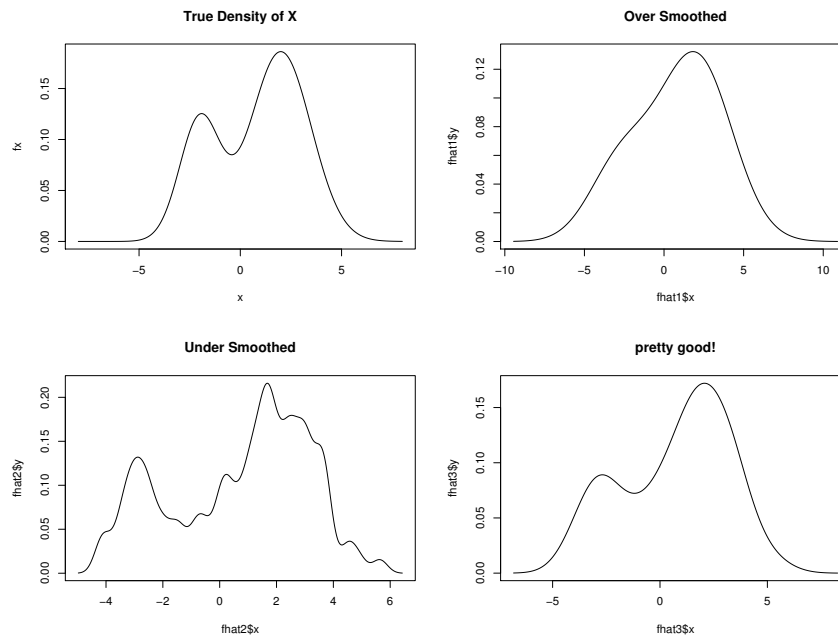 True Density of X
fx
0.00
0.05
0.10
0.15
−5
0
5
x
Over Smoothed
fhat1$y
0.00
0.04
0.08
0.12
−10
−5
0
5
10
fhat1$x
Under Smoothed
fhat2$y
0.00
0.05
0.10
0.15
0.20
−4
−2
0
2
4
6
fhat2$x
pretty good!
fhat3$y
0.00
0.05
0.10
0.15
−5
0
5
fhat3$x